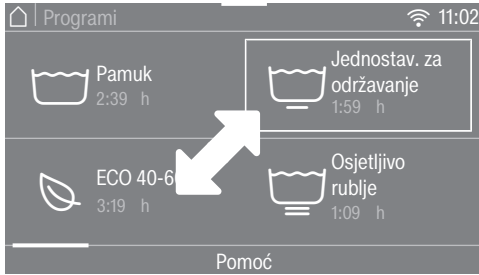 Programi
11:02
Pamuk
2:39 h
Jednostav. za
održavanje
1:59 h
ECO 40-6
3:19 h
Osjetljivo
rublje
1:09 h
Pomoć